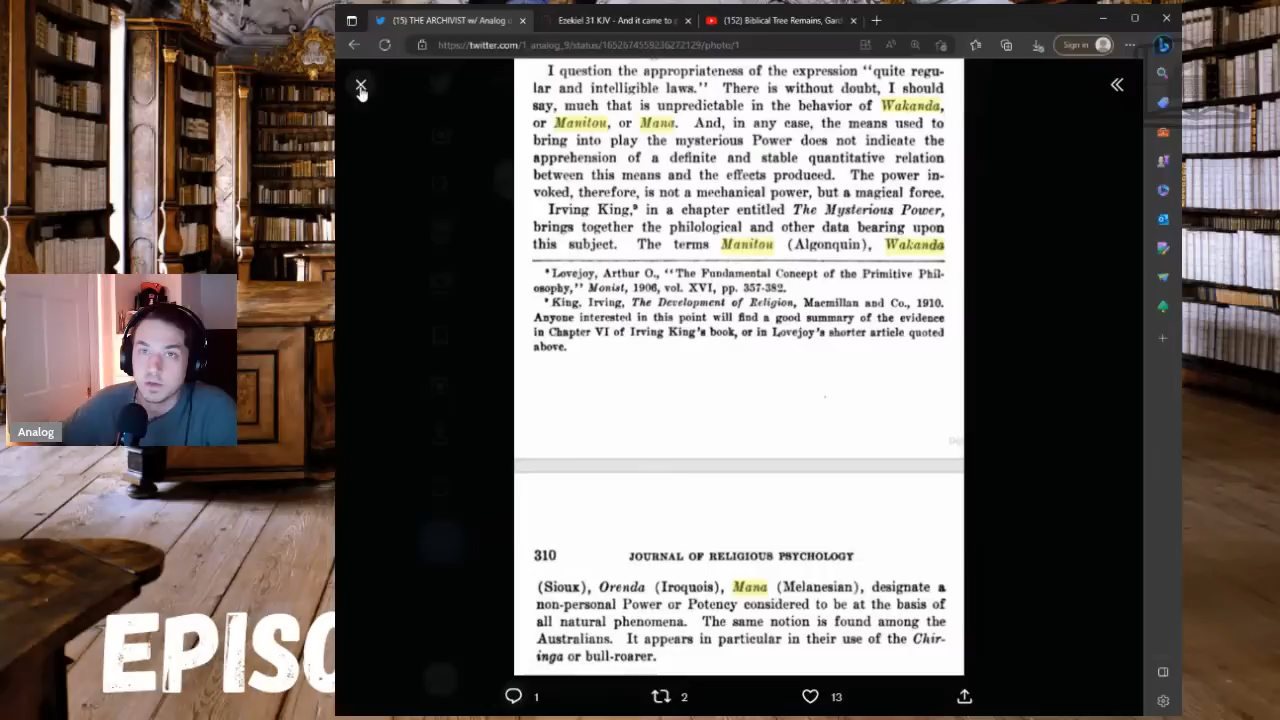 (15) THE ARCHIVIST w/ Analog
Ezekiel 31 KJV - And it came to
(152) Biblical Tree Remains, Gar
https://twitter.com/1_analog_9/status/1652674559236272129/photo/1
Sign in
I question the appropriateness of the expression "quite regu-
lar and intelligible laws." There is without doubt, I should
say, much that is unpredictable in the behavior of Wakanda,
or Manitou, or Mana. And, in any case, the means used to
bring into play the mysterious Power does not indicate the
apprehension of a definite and stable quantitative relation
between this means and the effects produced. The power in-
voked, therefore, is not a mechanical power, but a magical force.
Irving King,⁹ in a chapter entitled The Mysterious Power,
brings together the philological and other data bearing upon
this subject. The terms Manitou (Algonquin), Wakanda
⁸ Lovejoy, Arthur O., "The Fundamental Concept of the Primitive Phil-
osophy," Monist, 1906, vol. XVI, pp. 357-382.
⁹ King, Irving, The Development of Religion, Macmillan and Co., 1910.
Anyone interested in this point will find a good summary of the evidence
in Chapter VI of Irving King's book, or in Lovejoy's shorter article quoted
above.
310 JOURNAL OF RELIGIOUS PSYCHOLOGY
(Sioux), Orenda (Iroquois), Mana (Melanesian), designate a
non-personal Power or Potency considered to be at the basis of
all natural phenomena. The same notion is found among the
Australians. It appears in particular in their use of the Chir-
inga or bull-roarer.
1 2 13
Analog
EPISO